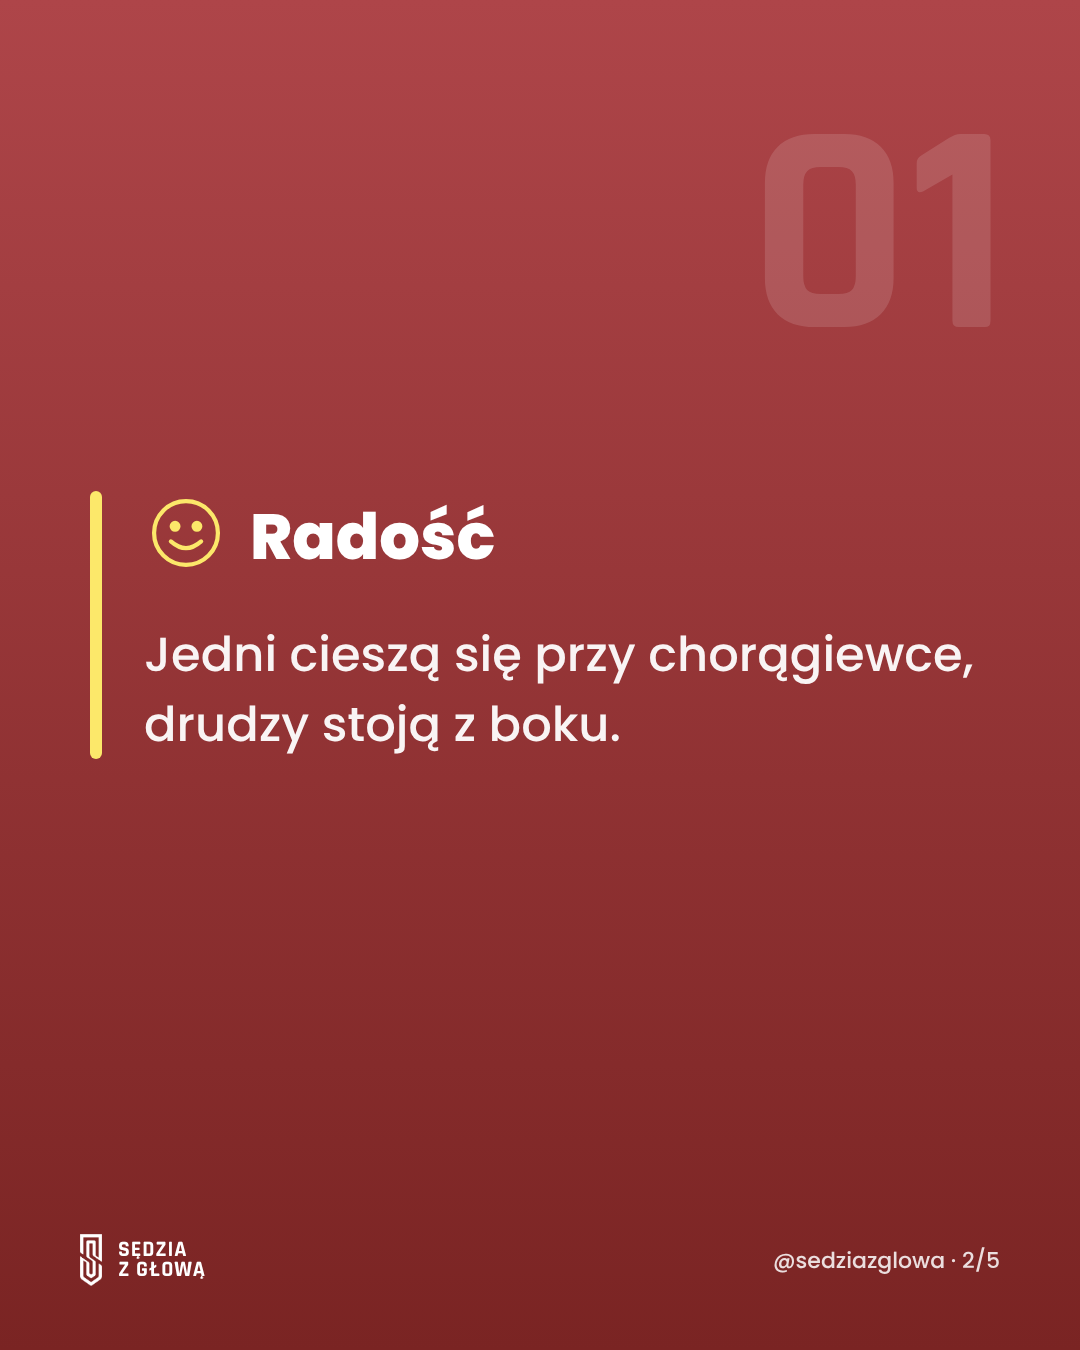 01
Radość
Jedni cieszą się przy chorągiewce,
drudzy stoją z boku.
SĘDZIA
Z GŁOWĄ
@sedziazglowa · 2/5